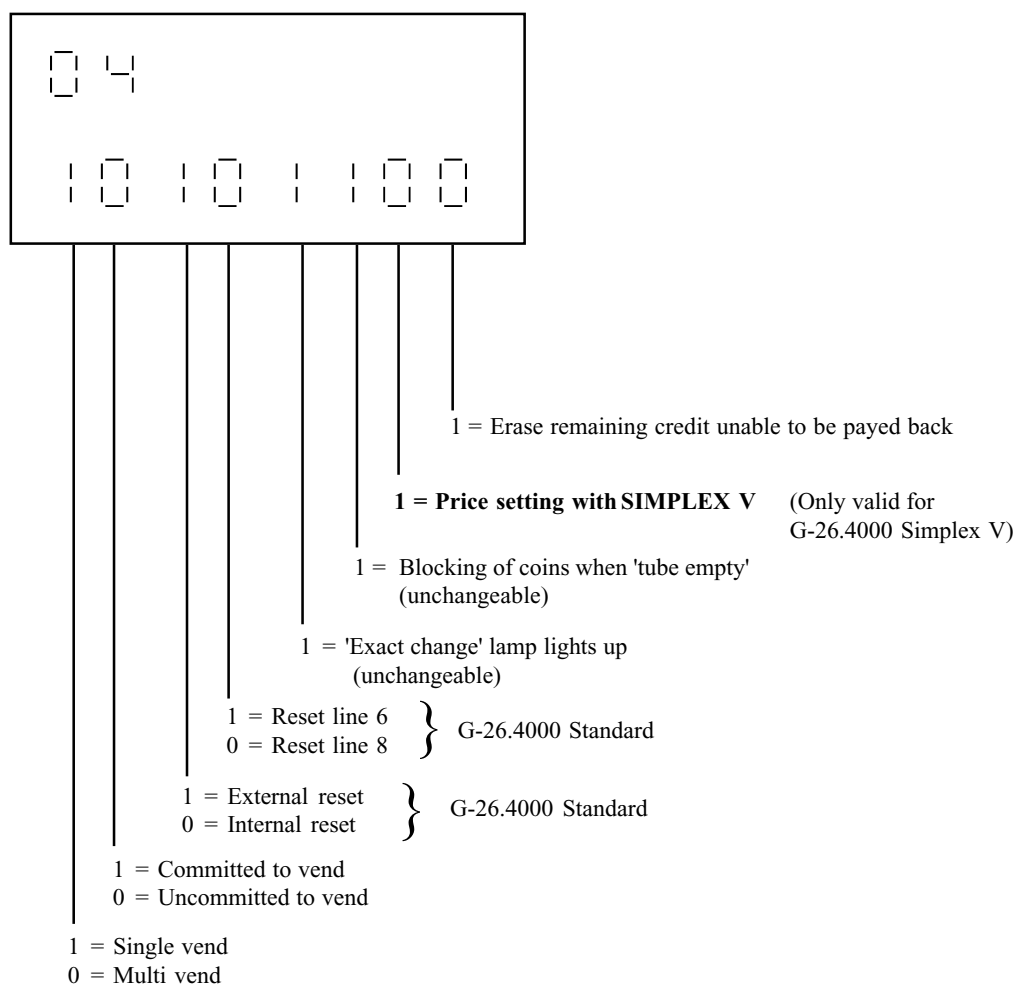 04
10 10 1 100
1 = Erase remaining credit unable to be payed back
1 = Price setting with SIMPLEX V (Only valid for
G-26.4000 Simplex V)
1 = Blocking of coins when 'tube empty'
(unchangeable)
1 = 'Exact change' lamp lights up
(unchangeable)
1 = Reset line 6
0 = Reset line 8
} G-26.4000 Standard
1 = External reset
0 = Internal reset
} G-26.4000 Standard
1 = Committed to vend
0 = Uncommitted to vend
1 = Single vend
0 = Multi vend